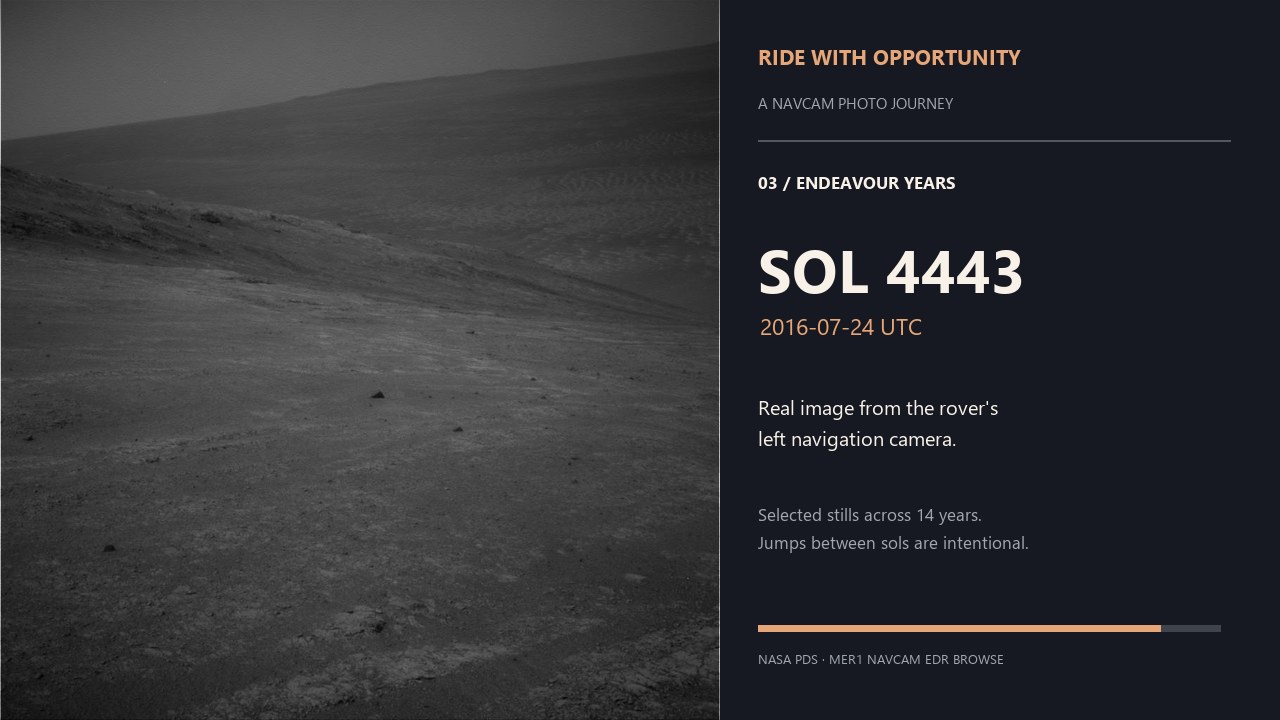 RIDE WITH OPPORTUNITY
A NAVCAM PHOTO JOURNEY
03 / ENDEAVOUR YEARS
SOL 4443
2016-07-24 UTC
Real image from the rover's
left navigation camera.
Selected stills across 14 years.
Jumps between sols are intentional.
NASA PDS · MER1 NAVCAM EDR BROWSE